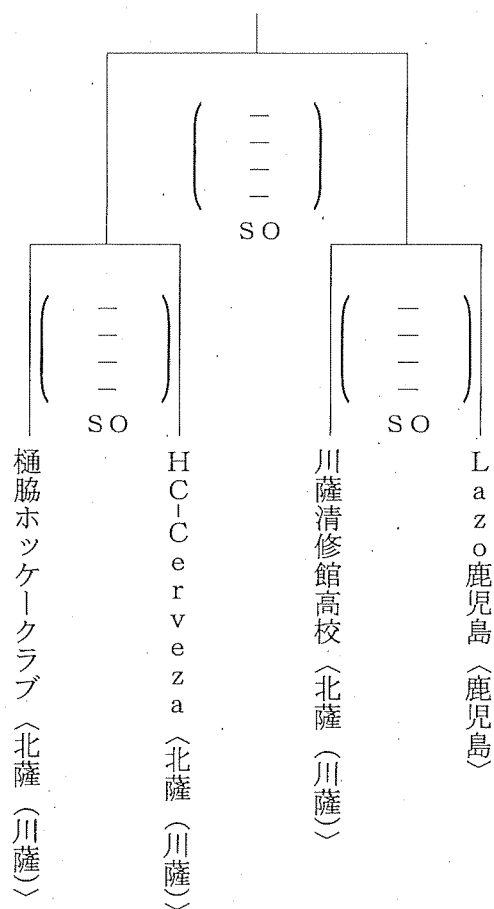 — — — —
SO
— — — —
SO
— — — —
SO
樋脇ホッケークラブ〈北薩（川薩）〉
HC-Cerveza〈北薩（川薩）〉
川薩清修館高校〈北薩（川薩）〉
Lazo鹿児島〈鹿児島〉